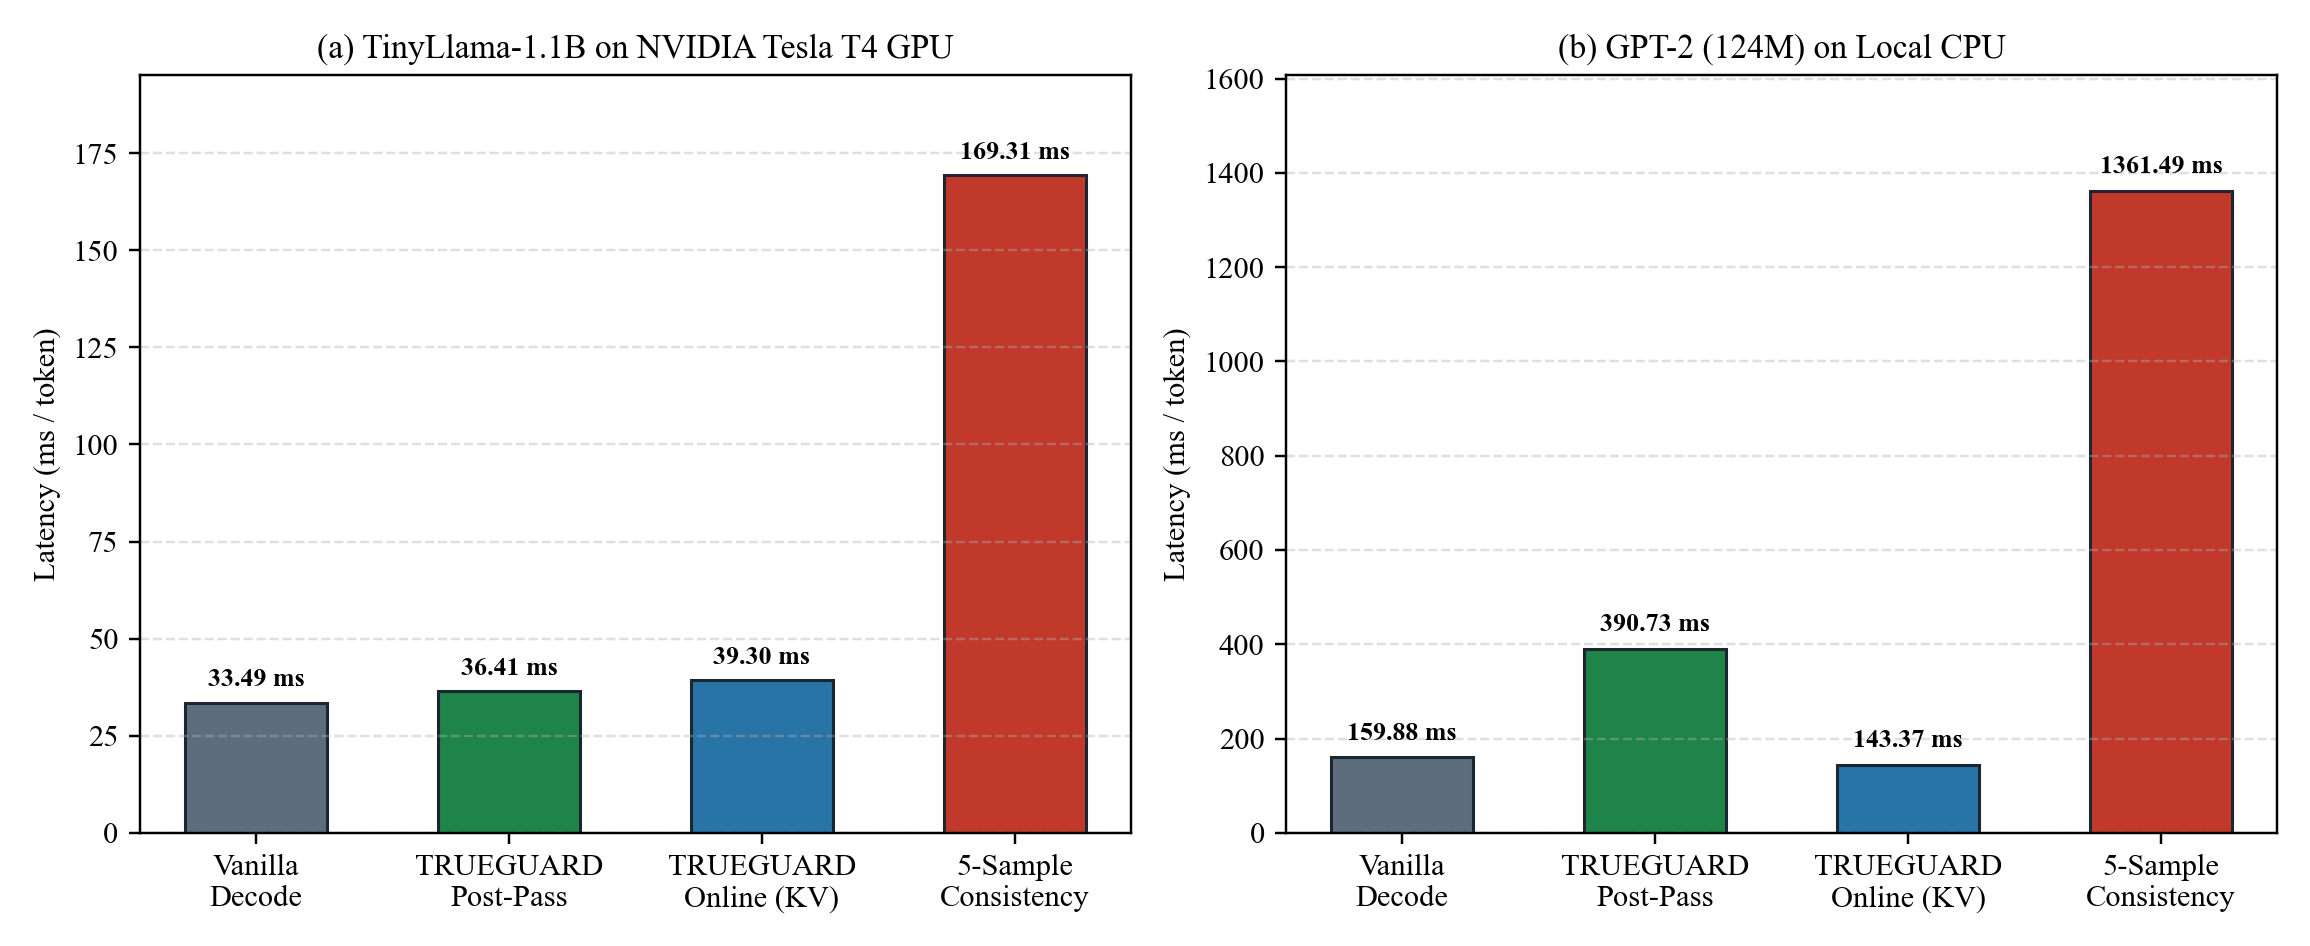 (a) TinyLlama-1.1B on NVIDIA Tesla T4 GPU
Latency (ms / token)
175
150
125
100
75
50
25
0
33.49 ms
36.41 ms
39.30 ms
169.31 ms
Vanilla
Decode
TRUEGUARD
Post-Pass
TRUEGUARD
Online (KV)
5-Sample
Consistency
(b) GPT-2 (124M) on Local CPU
Latency (ms / token)
1600
1400
1200
1000
800
600
400
200
0
159.88 ms
390.73 ms
143.37 ms
1361.49 ms
Vanilla
Decode
TRUEGUARD
Post-Pass
TRUEGUARD
Online (KV)
5-Sample
Consistency